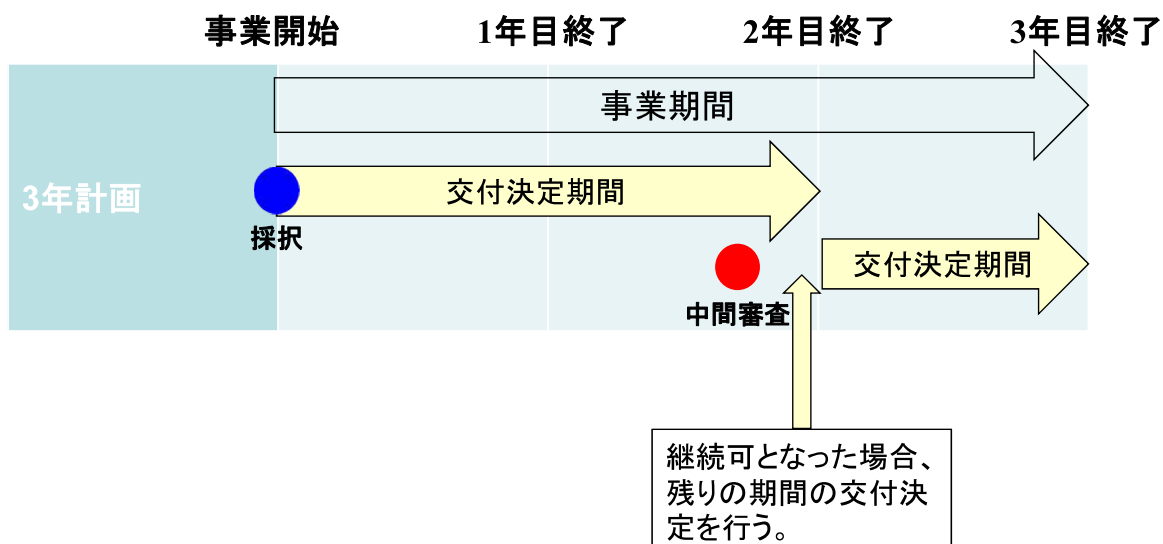 事業開始
1年目終了
2年目終了
3年目終了
事業期間
3年計画
交付決定期間
採択
交付決定期間
中間審査
継続可となった場合、
残りの期間の交付決
定を行う。